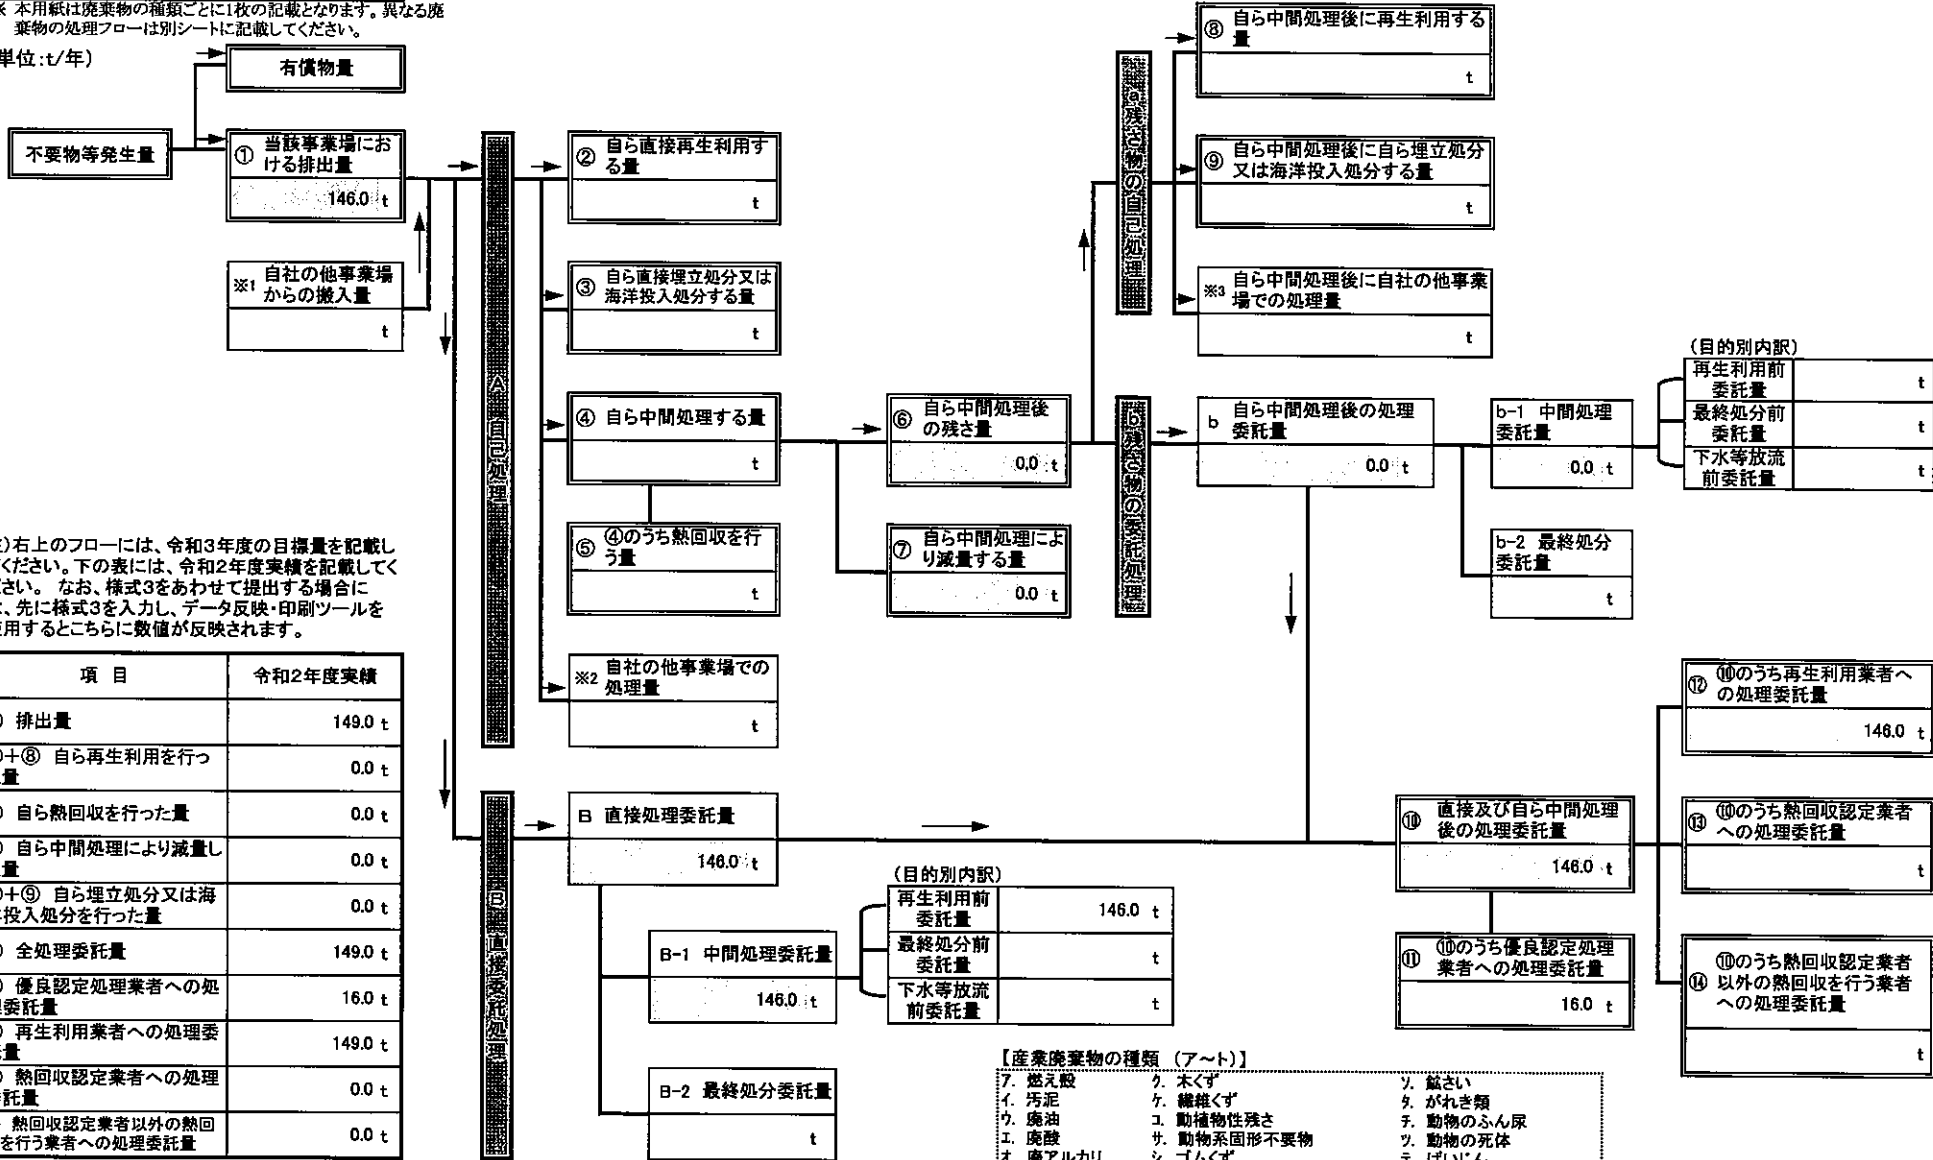 ※ 本用紙は廃棄物の種類ごとに1枚の記載となります。異なる廃
棄物の処理フローは別シートに記載してください。
単位:t/年)
有償物量
不要物等発生量
① 当該事業場にお
ける排出量
146.0 t
※1 自社の他事業場
からの搬入量
t
A 自己処理
② 自ら直接再生利用す
る量
t
③ 自ら直接埋立処分又は
海洋投入処分する量
t
④ 自ら中間処理する量
t
⑤ ④のうち熱回収を行
う量
t
※2 自社の他事業場での
処理量
t
⑥ 自ら中間処理後
の残さ量
0.0 t
⑦ 自ら中間処理によ
り減量する量
0.0 t
a 残さ物の自己処理
⑧ 自ら中間処理後に再生利用する
量
t
⑨ 自ら中間処理後に自ら埋立処分
又は海洋投入処分する量
t
※3 自ら中間処理後に自社の他事業
場での処理量
t
b 残さ物の委託処理
b 自ら中間処理後の処理
委託量
0.0 t
b-1 中間処理
委託量
0.0 t
(目的別内訳)
再生利用前
委託量
t
最終処分前
委託量
t
下水等放流
前委託量
t
b-2 最終処分
委託量
t
)右上のフローには、令和3年度の目標量を記載し
ください。下の表には、令和2年度実績を記載してく
さい。 なお、様式3をあわせて提出する場合に
、先に様式3を入力し、データ反映・印刷ツールを
用するとこちらに数値が反映されます。
項 目 令和2年度実績
) 排出量 149.0 t
)+⑧ 自ら再生利用を行っ
量 0.0 t
) 自ら熱回収を行った量 0.0 t
) 自ら中間処理により減量し
量 0.0 t
)+⑨ 自ら埋立処分又は海
投入処分を行った量 0.0 t
) 全処理委託量 149.0 t
) 優良認定処理業者への処
委託量 16.0 t
) 再生利用業者への処理委
量 149.0 t
) 熱回収認定業者への処理
託量 0.0 t
熱回収認定業者以外の熱回
を行う業者への処理委託量 0.0 t
B 直接委託処理
B 直接処理委託量
146.0 t
B-1 中間処理委託量
146.0 t
(目的別内訳)
再生利用前
委託量
146.0 t
最終処分前
委託量
t
下水等放流
前委託量
t
B-2 最終処分委託量
t
⑩ 直接及び自ら中間処理
後の処理委託量
146.0 t
⑪ ⑩のうち優良認定処理
業者への処理委託量
16.0 t
⑫ ⑩のうち再生利用業者へ
の処理委託量
146.0 t
⑬ ⑩のうち熱回収認定業者
への処理委託量
t
⑭ ⑩のうち熱回収認定業者
以外の熱回収を行う業者
への処理委託量
t
【産業廃棄物の種類 (ア～ト)】
ア. 燃え殻 ク. 木くず ソ. 鉱さい
イ. 汚泥 ケ. 繊維くず タ. がれき類
ウ. 廃油 コ. 動植物性残さ チ. 動物のふん尿
エ. 廃酸 サ. 動物系固形不要物 ツ. 動物の死体
オ. 廃アルカリ シ. ゴムくず テ. ばいじん